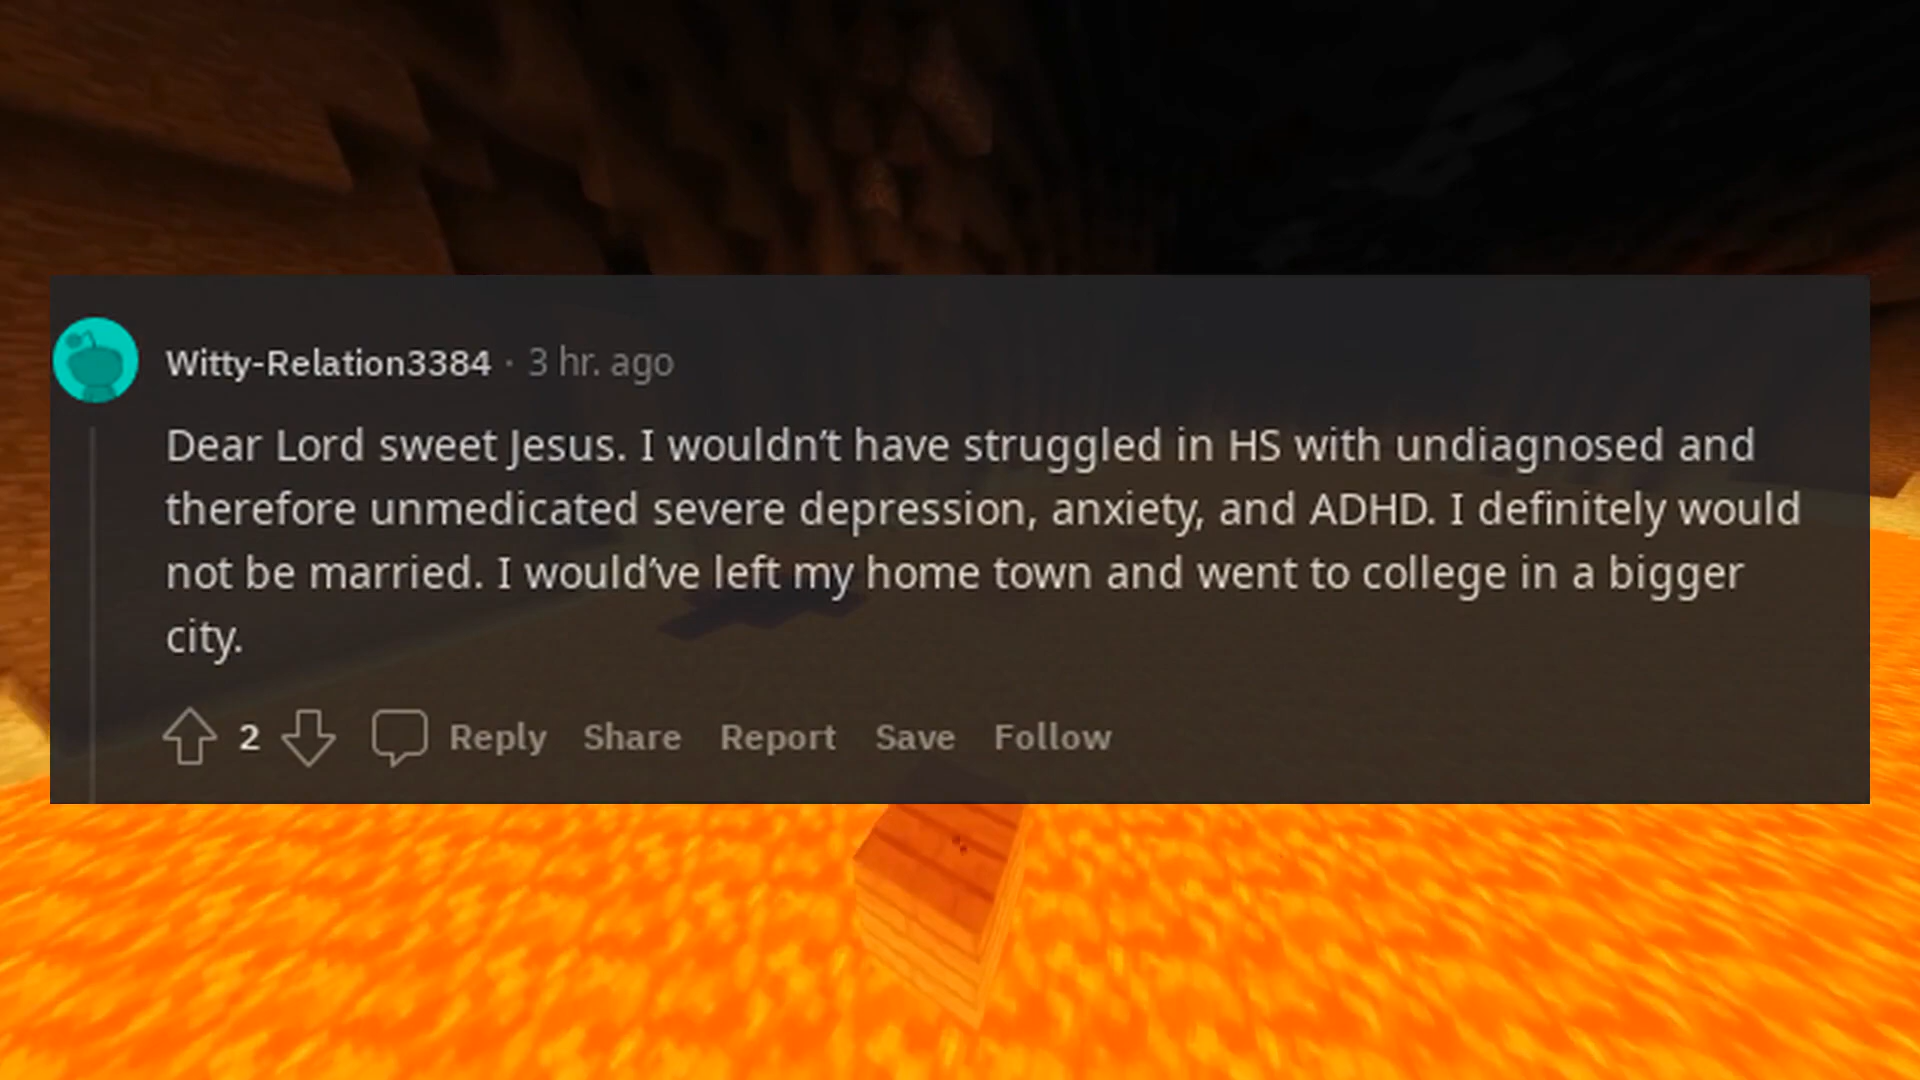 Witty-Relation3384 · 3 hr. ago
Dear Lord sweet Jesus. I wouldn't have struggled in HS with undiagnosed and
therefore unmedicated severe depression, anxiety, and ADHD. I definitely would
not be married. I would've left my home town and went to college in a bigger
city.
2 Reply Share Report Save Follow